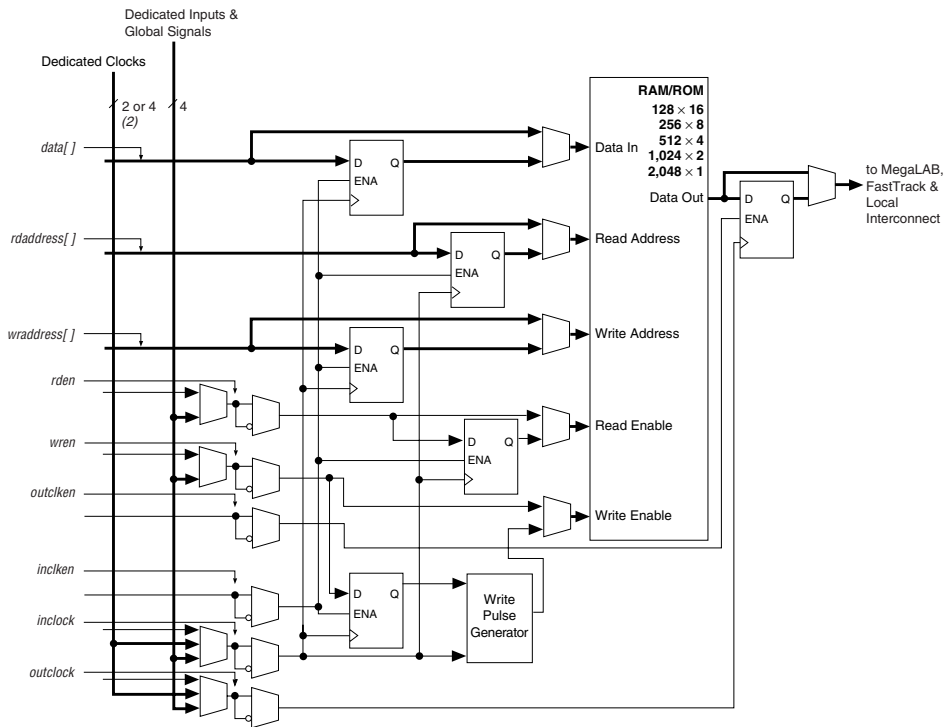 Dedicated Inputs &
Global Signals
Dedicated Clocks
2 or 4
(2)
4
RAM/ROM
128 × 16
256 × 8
512 × 4
1,024 × 2
2,048 × 1
data[ ]
D Q
ENA
Data In
Data Out
D Q
ENA
to MegaLAB,
FastTrack &
Local
Interconnect
rdaddress[ ]
D Q
ENA
Read Address
wraddress[ ]
D Q
ENA
Write Address
rden
D Q
ENA
Read Enable
wren
outclken
Write Enable
inclken
D Q
ENA
Write
Pulse
Generator
inclock
outclock